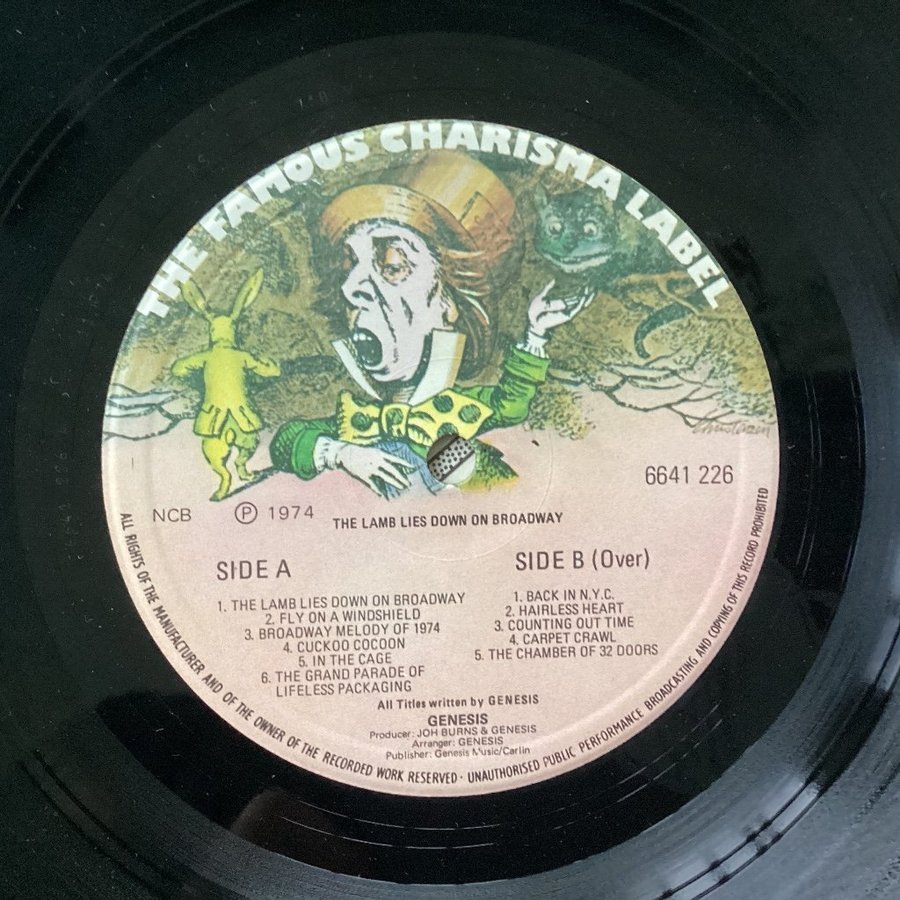 THE FAMOUS CHARISMA LABEL
Christazen
6641 226
NCB
Ⓟ 1974
THE LAMB LIES DOWN ON BROADWAY
SIDE A
1. THE LAMB LIES DOWN ON BROADWAY
2. FLY ON A WINDSHIELD
3. BROADWAY MELODY OF 1974
4. CUCKOO COCOON
5. IN THE CAGE
6. THE GRAND PARADE OF
LIFELESS PACKAGING
SIDE B (Over)
1. BACK IN N.Y.C.
2. HAIRLESS HEART
3. COUNTING OUT TIME
4. CARPET CRAWL
5. THE CHAMBER OF 32 DOORS
All Titles written by GENESIS
GENESIS
Producer: JOH BURNS & GENESIS
Arranger: GENESIS
Publisher: Genesis Music/Carlin
ALL RIGHTS OF THE MANUFACTURER AND OF THE OWNER OF THE RECORDED WORK RESERVED · UNAUTHORISED PUBLIC PERFORMANCE BROADCASTING AND COPYING OF THIS RECORD PROHIBITED